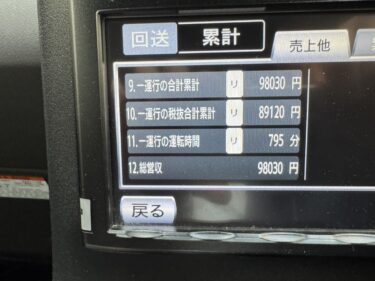 回送 累計 売上他
9.一運行の合計累計 リ 98030 円
10.一運行の税抜合計累計 リ 89120 円
11.一運行の運転時間 リ 795 分
12.総営収 98030 円
戻る